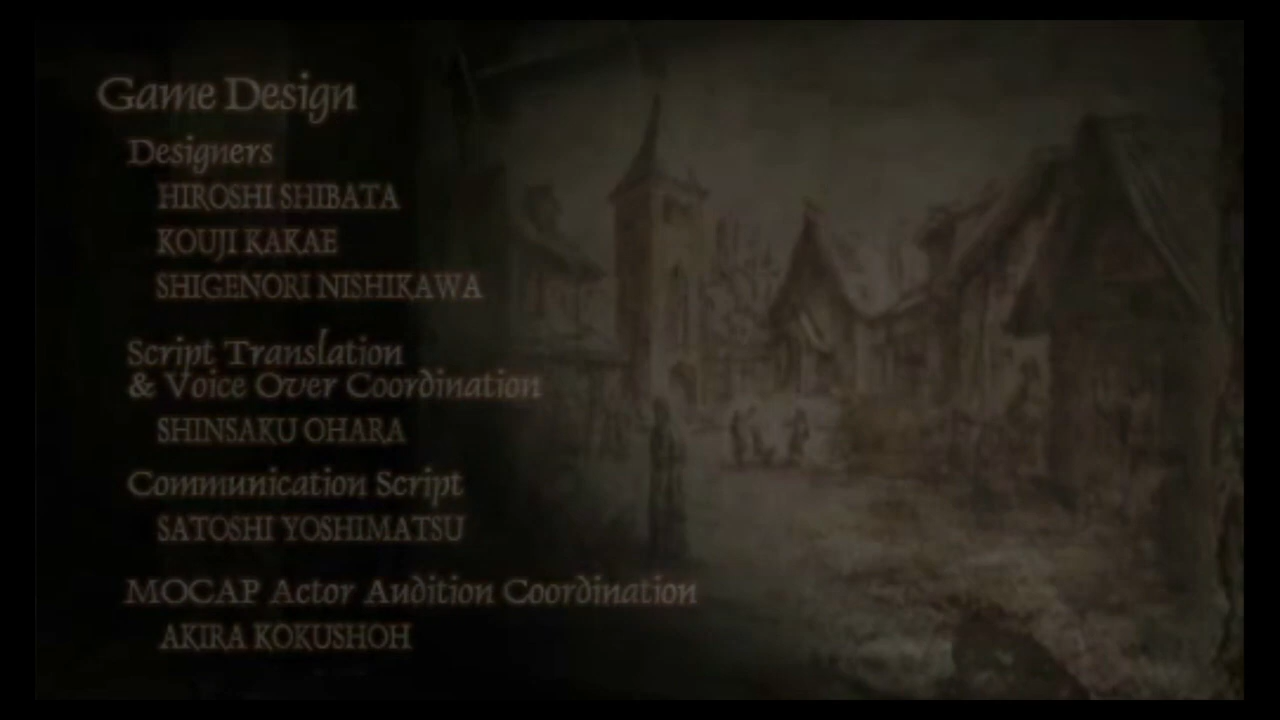 Game Design
Designers
HIROSHI SHIBATA
KOUJI KAKAE
SHIGENORI NISHIKAWA
Script Translation
& Voice Over Coordination
SHINSAKU OHARA
Communication Script
SATOSHI YOSHIMATSU
MOCAP Actor Audition Coordination
AKIRA KOKUSHOH